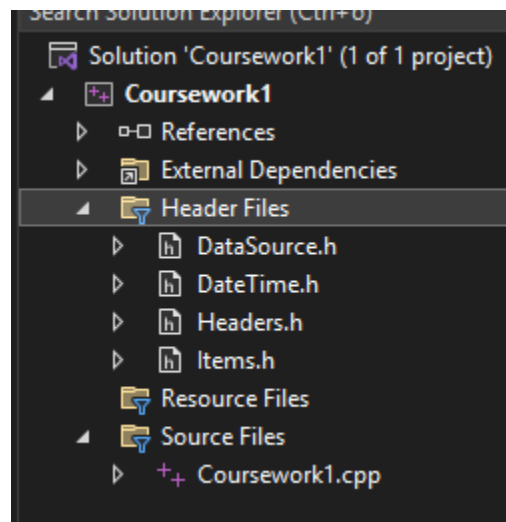 Search Solution Explorer (Ctrl+ö)
Solution 'Coursework1' (1 of 1 project)
Coursework1
References
External Dependencies
Header Files
DataSource.h
DateTime.h
Headers.h
Items.h
Resource Files
Source Files
Coursework1.cpp